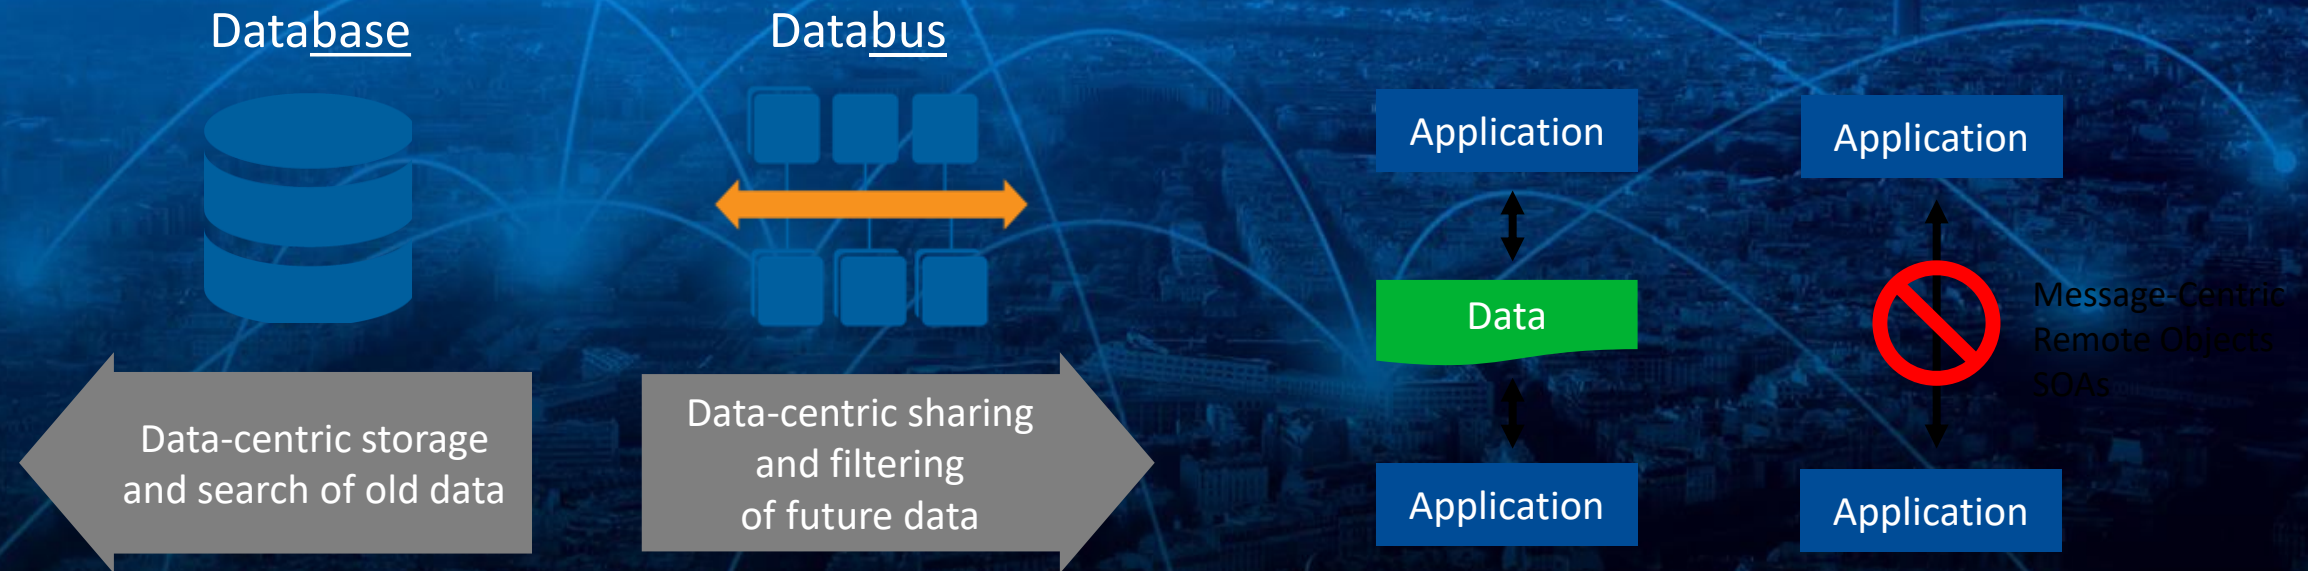 Database
Databus
Data-centric storage
and search of old data
Data-centric sharing
and filtering
of future data
Application
Data
Application
Application
Message-Centric
Remote Objects
SOAs
Application